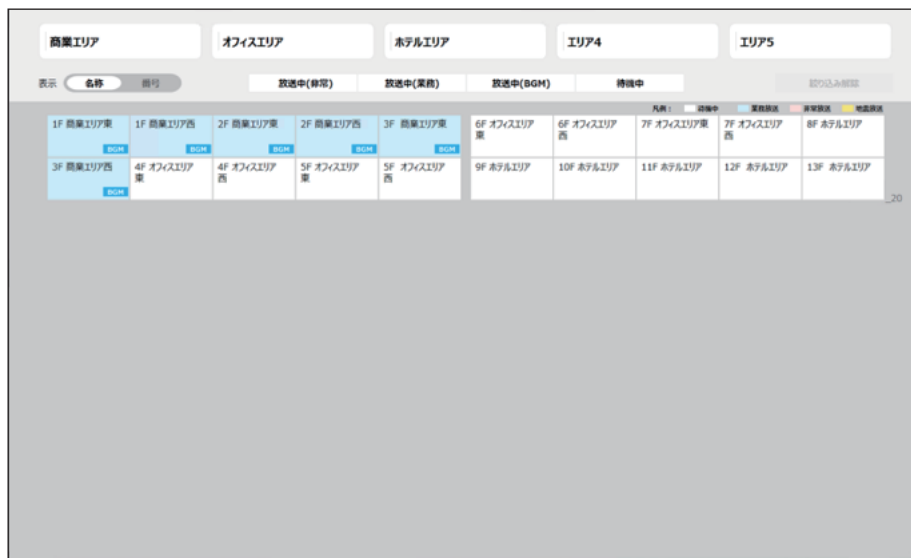 商業エリア オフィスエリア ホテルエリア エリア4 エリア5
表示 名称 番号 放送中(非常) 放送中(業務) 放送中(BGM) 待機中 絞り込み解除
凡例： 待機中 業務放送 非常放送 地震放送
1F 商業エリア東 1F 商業エリア西 2F 商業エリア東 2F 商業エリア西 3F 商業エリア東 6F オフィスエリア 6F オフィスエリア 7F オフィスエリア東 7F オフィスエリア 8F ホテルエリア
東 西 西
BGM BGM BGM BGM BGM
3F 商業エリア西 4F オフィスエリア 4F オフィスエリア 5F オフィスエリア 5F オフィスエリア 9F ホテルエリア 10F ホテルエリア 11F ホテルエリア 12F ホテルエリア 13F ホテルエリア
東 西 東 西
BGM
_20